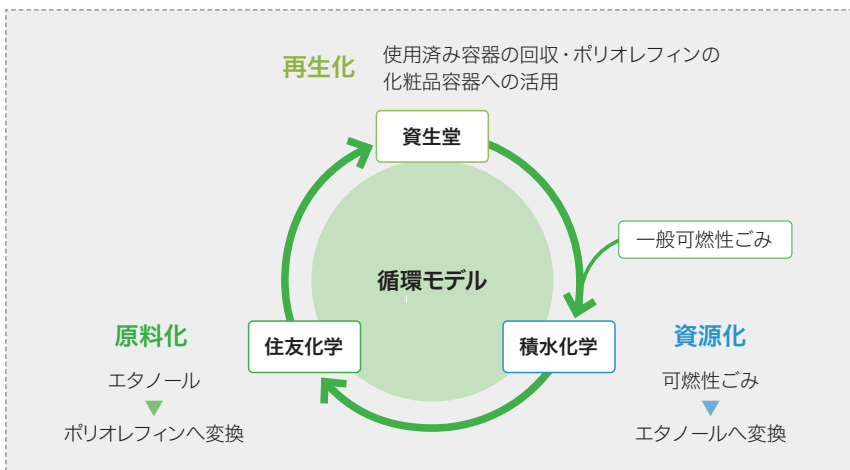 再生化
使用済み容器の回収・ポリオレフィンの
化粧品容器への活用
資生堂
一般可燃性ごみ
循環モデル
原料化
住友化学
積水化学
資源化
エタノール
▼
ポリオレフィンへ変換
可燃性ごみ
▼
エタノールへ変換